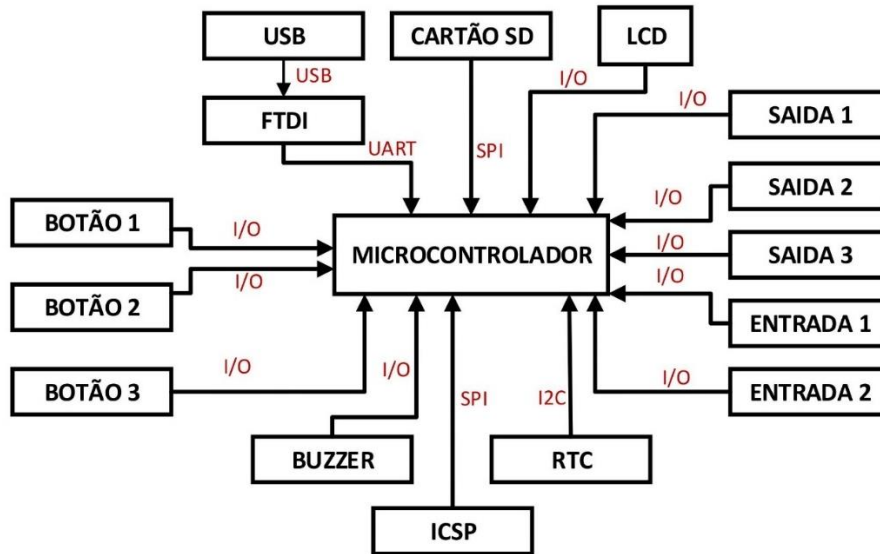 USB
CARTÃO SD
LCD
USB
I/O
I/O
SAIDA 1
FTDI
UART
SPI
I/O
SAIDA 2
BOTÃO 1
I/O
MICROCONTROLADOR
I/O
SAIDA 3
I/O
BOTÃO 2
I/O
ENTRADA 1
BOTÃO 3
I/O
I/O
SPI
I2C
I/O
ENTRADA 2
BUZZER
RTC
ICSP